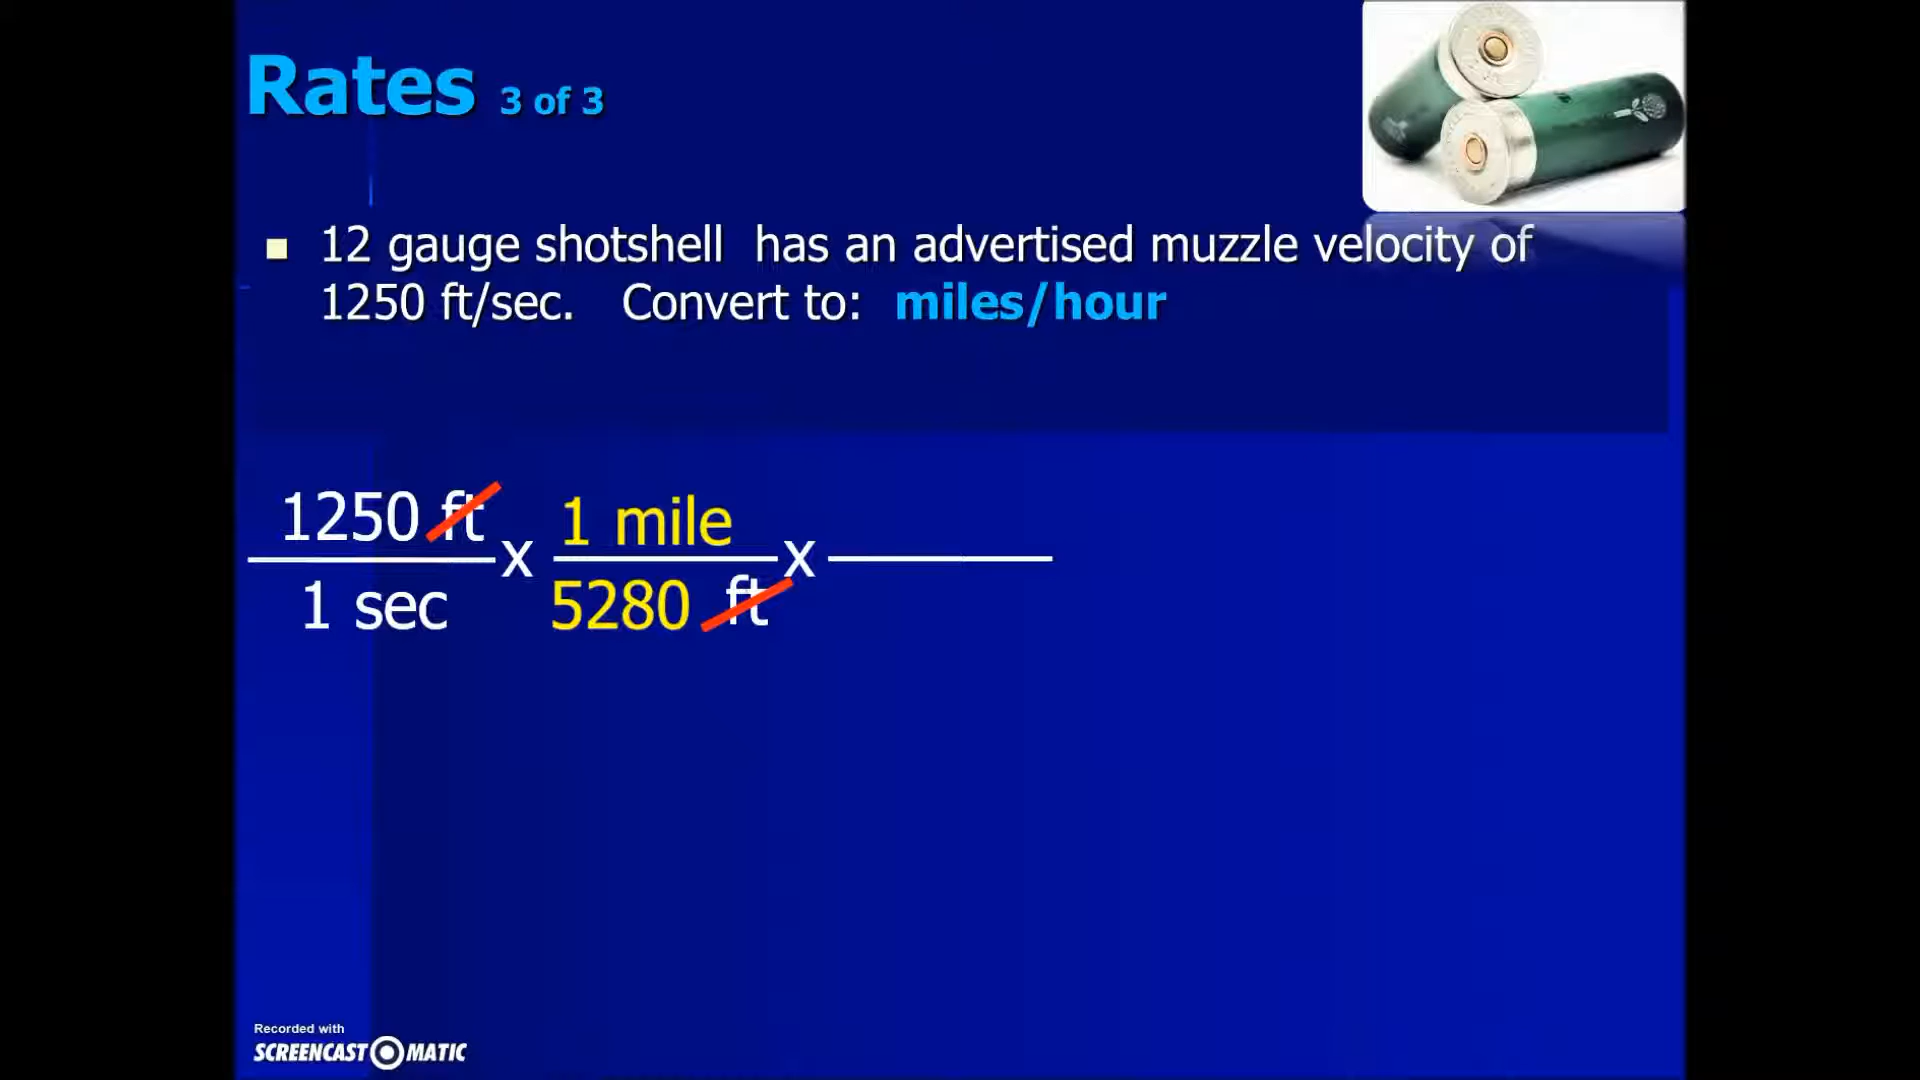 Rates 3 of 3
12 gauge shotshell has an advertised muzzle velocity of
1250 ft/sec. Convert to: miles/hour
1250 ft
1 sec
x
1 mile
5280 ft
x
Recorded with
SCREENCAST MATIC